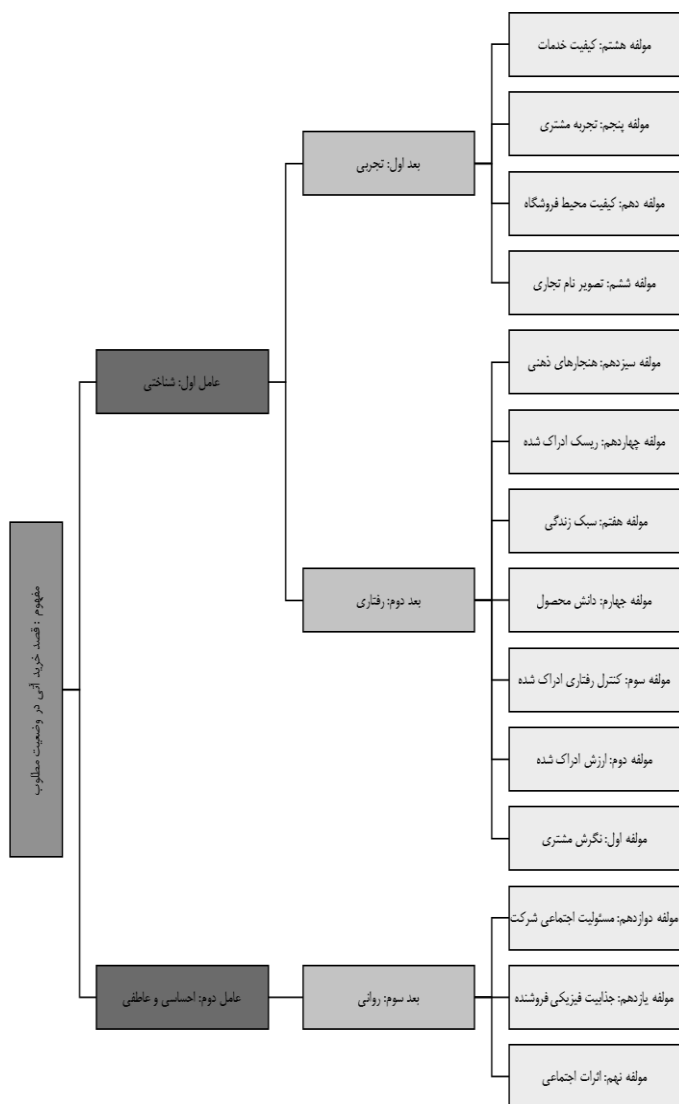 مولفه هشتم: کیفیت خدمات
مولفه پنجم: تجربه مشتری
مولفه دهم: کیفیت محیط فروشگاه
مولفه ششم: تصویر نام تجاری
بعد اول: تجربی
مولفه سیزدهم: هنجارهای ذهنی
مولفه چهاردهم: ریسک ادراک شده
مولفه هفتم: سبک زندگی
مولفه چهارم: دانش محصول
مولفه سوم: کنترل رفتاری ادراک شده
مولفه دوم: ارزش ادراک شده
مولفه اول: نگرش مشتری
بعد دوم: رفتاری
عامل اول: شناختی
مولفه دوازدهم: مسئولیت اجتماعی شرکت
مولفه یازدهم: جذابیت فیزیکی فروشنده
مولفه نهم: اثرات اجتماعی
بعد سوم: روانی
عامل دوم: احساسی و عاطفی
مفهوم : قصد خرید آنی در وضعیت مطلوب